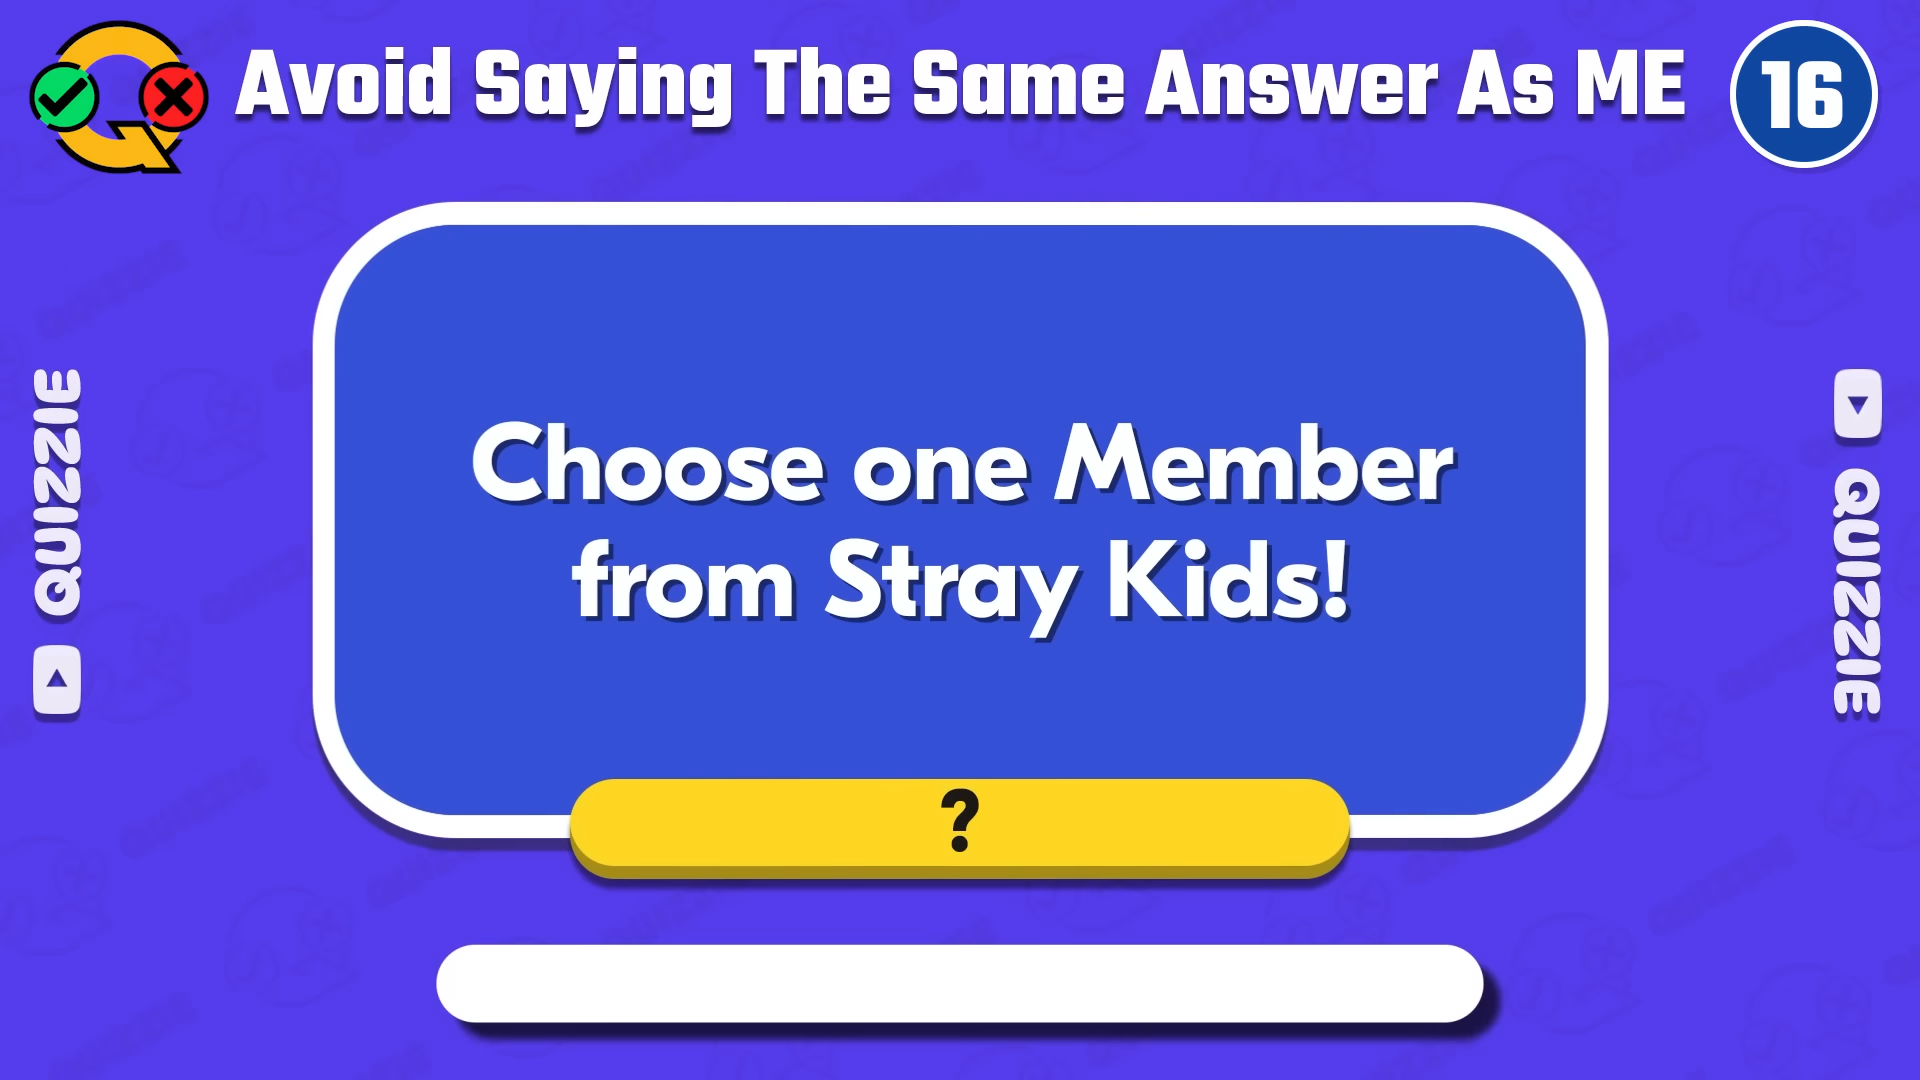 Avoid Saying The Same Answer As ME
16
Choose one Member
from Stray Kids!
?
QUIZZIE
QUIZZIE